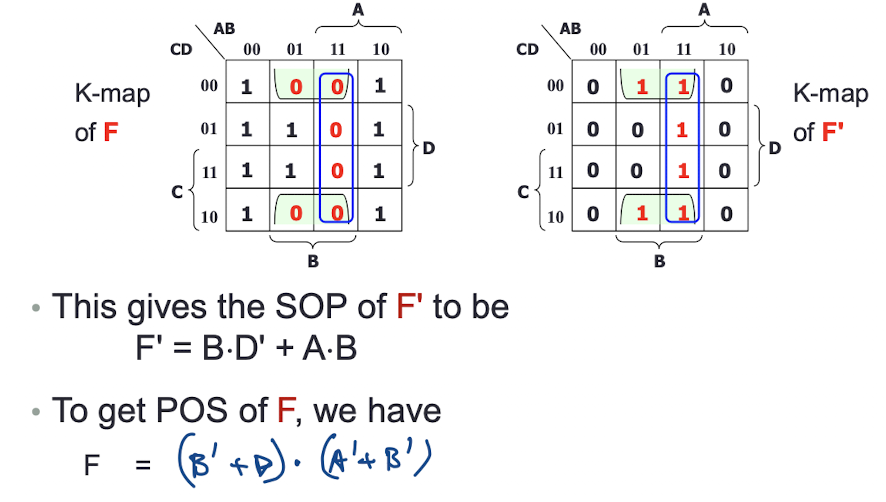 A A
AB AB
CD 00 01 11 10 CD 00 01 11 10
00 1 0 0 1 00 0 1 1 0
K-map K-map
of F of F'
01 1 1 0 1 01 0 0 1 0
D D
11 1 1 0 1 11 0 0 1 0
C C
10 1 0 0 1 10 0 1 1 0
B B
• This gives the SOP of F' to be
F' = B·D' + A·B
• To get POS of F, we have
F = (B' + D) · (A' + B')